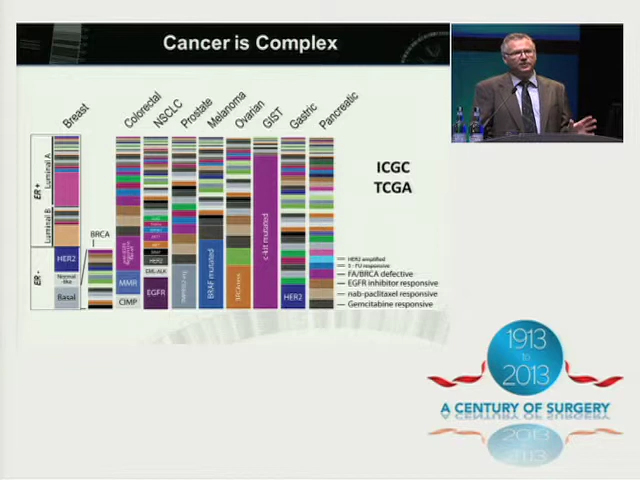 Cancer is Complex
Breast
Colorectal
NSCLC
Prostate
Melanoma
Ovarian
GIST
Gastric
Pancreatic
ER+
Luminal A
Luminal B
ER-
HER2
Normal
-like
Basal
BRCA
MMR
CIMP
EML-ALK
EGFR
BRAF mutated
c-kit mutated
HER2
ICGC
TCGA
HER2 amplified
5 - FU responsive
FA/BRCA defective
EGFR inhibitor responsive
nab-paclitaxel responsive
Gemcitabine responsive
1913
to
2013
A CENTURY OF SURGERY